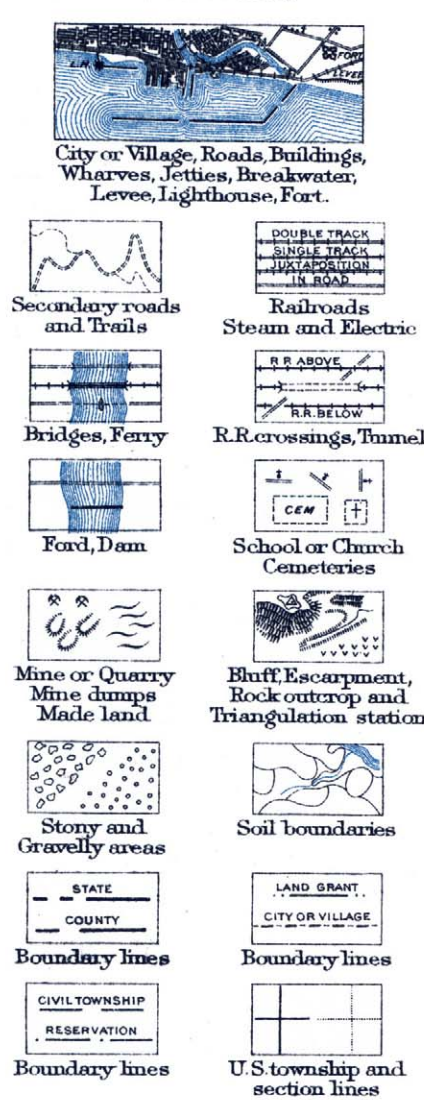 L.H.
FORT
LEVEE
City or Village, Roads, Buildings,
Wharves, Jetties, Breakwater,
Levee, Lighthouse, Fort.
Secondary roads
and Trails
DOUBLE TRACK
SINGLE TRACK
JUXTAPOSITION
IN ROAD
Railroads
Steam and Electric
Bridges, Ferry
R R ABOVE
R.R. BELOW
R.R. crossings, Tunnel
Ford, Dam
CEM
School or Church
Cemeteries
Mine or Quarry
Mine dumps
Made land
Bluff, Escarpment,
Rock outcrop and
Triangulation station
Stony and
Gravelly areas
Soil boundaries
STATE
COUNTY
Boundary lines
LAND GRANT
CITY OR VILLAGE
Boundary lines
CIVIL TOWNSHIP
RESERVATION
Boundary lines
U.S. township and
section lines